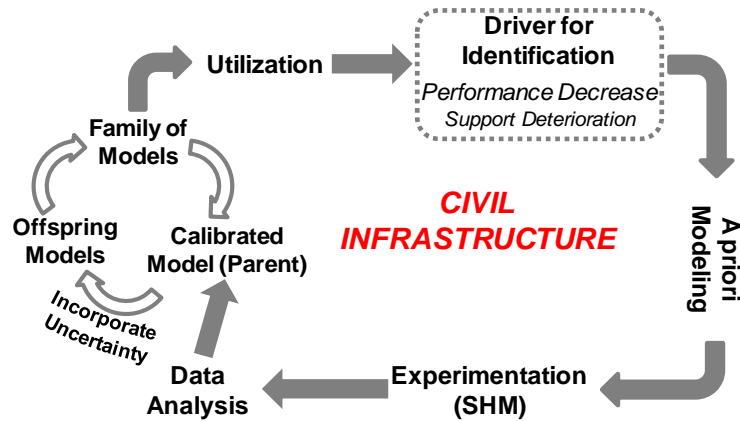 Driver for
Identification
Performance Decrease
Support Deterioration
Utilization
Family of
Models
CIVIL
INFRASTRUCTURE
A priori
Modeling
Offspring
Models
Calibrated
Model (Parent)
Incorporate
Uncertainty
Data
Analysis
Experimentation
(SHM)